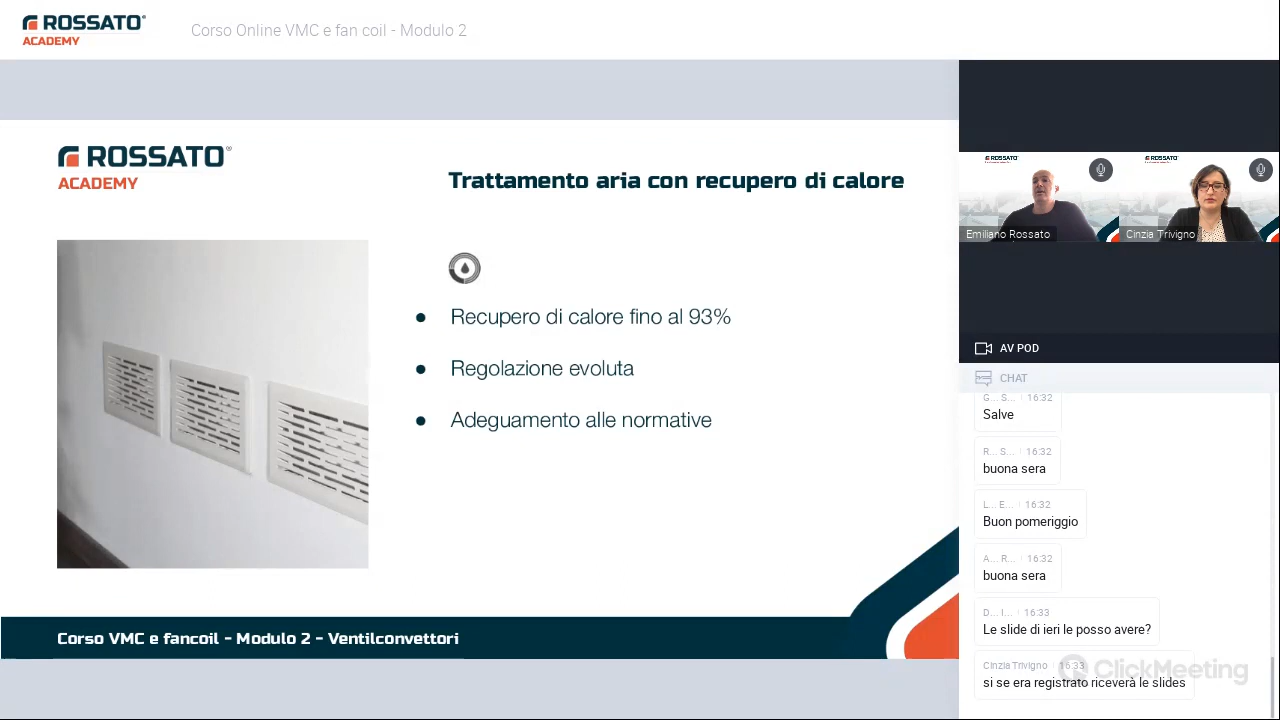 ROSSATO®
ACADEMY
Corso Online VMC e fan coil - Modulo 2
ROSSATO®
ACADEMY
Trattamento aria con recupero di calore
Recupero di calore fino al 93%
Regolazione evoluta
Adeguamento alle normative
Corso VMC e fancoil - Modulo 2 - Ventilconvettori
ROSSATO
ROSSATO
Emiliano Rossato
Cinzia Trivigno
AV POD
CHAT
G... S... 16:32
Salve
R... S... 16:32
buona sera
L... E... 16:32
Buon pomeriggio
A... R... 16:32
buona sera
D... I... 16:33
Le slide di ieri le posso avere?
Cinzia Trivigno 16:33
si se era registrato riceverà le slides
ClickMeeting